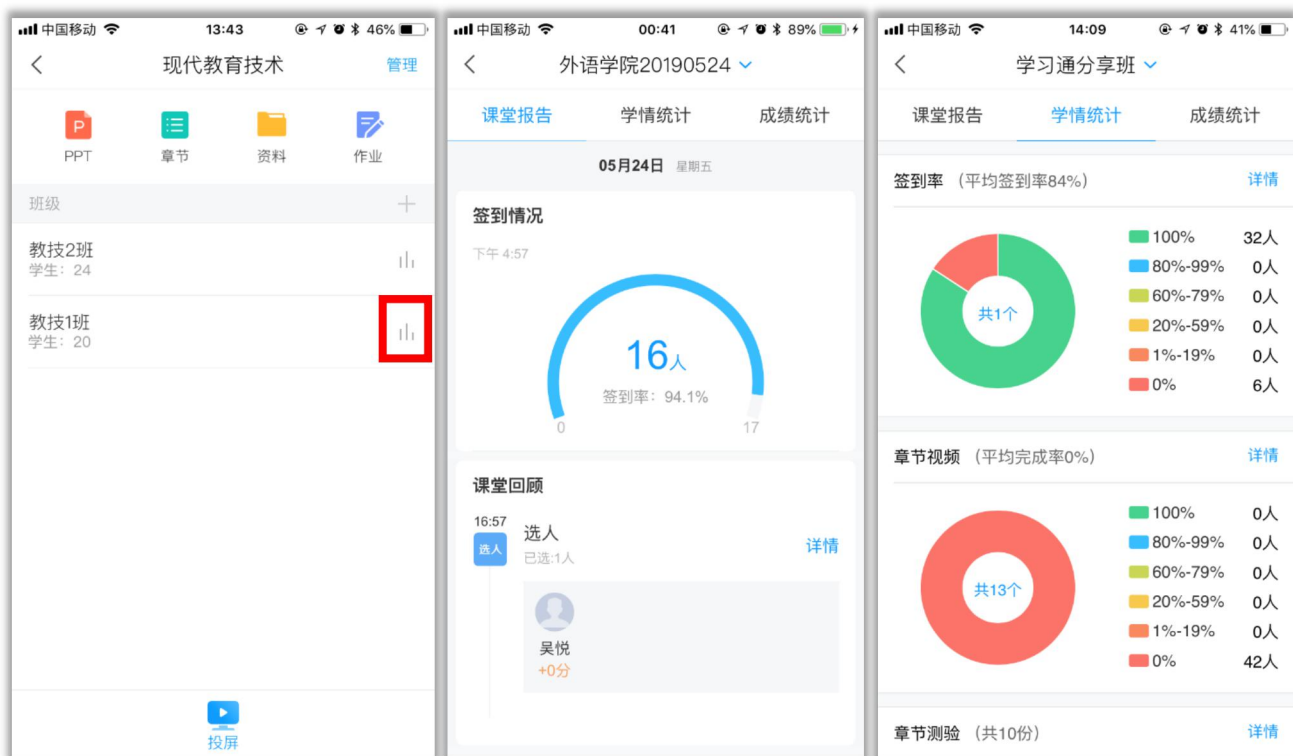 中国移动 13:43 46%
现代教育技术 管理
P
PPT 章节 资料 作业
班级
教技2班
学生：24
教技1班
学生：20
投屏
中国移动 00:41 89%
外语学院20190524
课堂报告 学情统计 成绩统计
05月24日 星期五
签到情况
下午 4:57
16人
签到率：94.1%
0 17
课堂回顾
16:57
选人
选人
已选:1人
详情
吴悦
+0分
中国移动 14:09 41%
学习通分享班
课堂报告 学情统计 成绩统计
签到率 (平均签到率84%) 详情
共1个
100% 32人
80%-99% 0人
60%-79% 0人
20%-59% 0人
1%-19% 0人
0% 6人
章节视频 (平均完成率0%) 详情
共13个
100% 0人
80%-99% 0人
60%-79% 0人
20%-59% 0人
1%-19% 0人
0% 42人
章节测验 (共10份) 详情